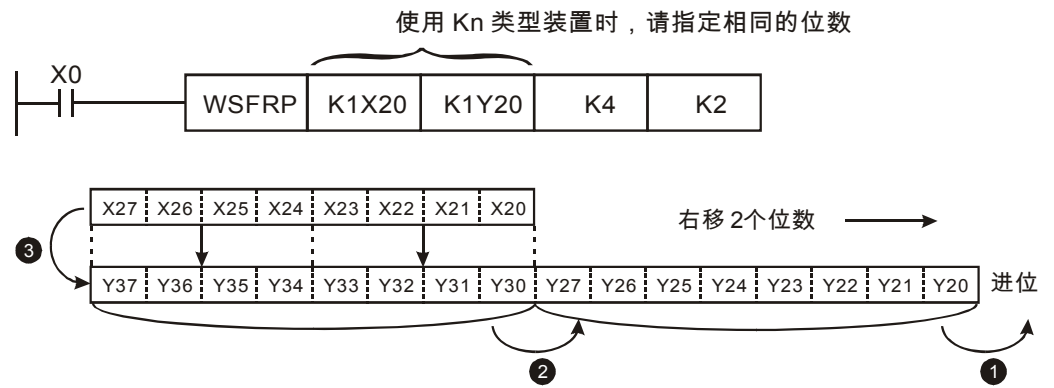 使用 Kn 类型装置时，请指定相同的位数
X0
WSFRP K1X20 K1Y20 K4 K2
X27 X26 X25 X24 X23 X22 X21 X20
右移 2个位数
3
Y37 Y36 Y35 Y34 Y33 Y32 Y31 Y30 Y27 Y26 Y25 Y24 Y23 Y22 Y21 Y20 进位
2 1